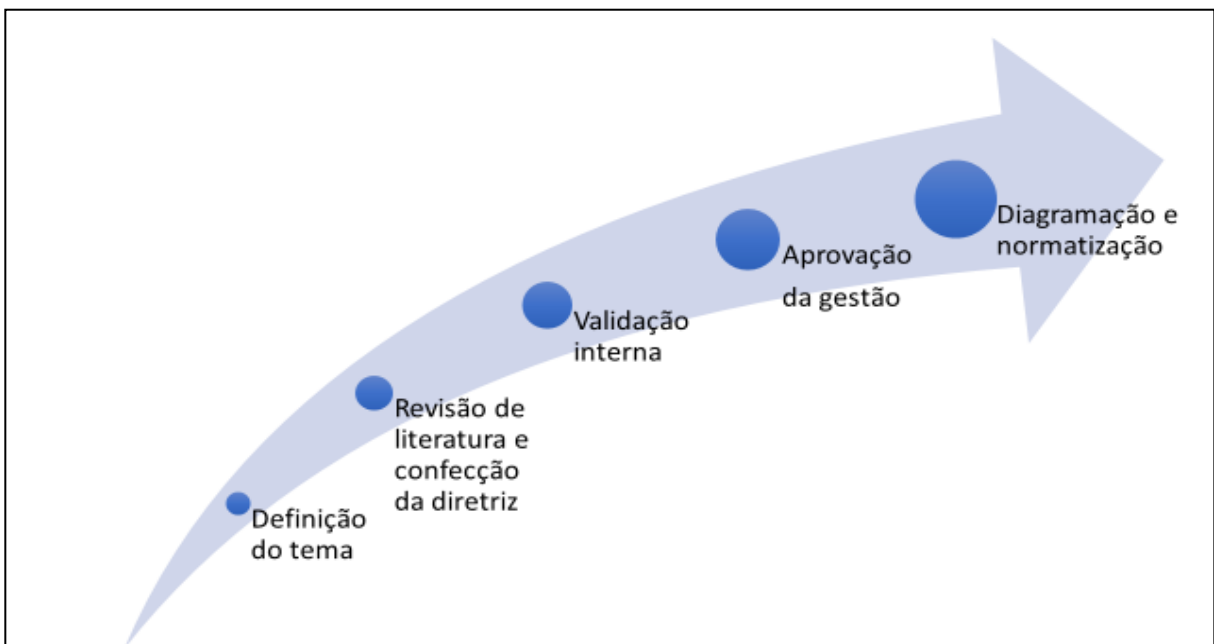 Definição
do tema
Revisão de
literatura e
confecção
da diretriz
Validação
interna
Aprovação
da gestão
Diagramação e
normatização